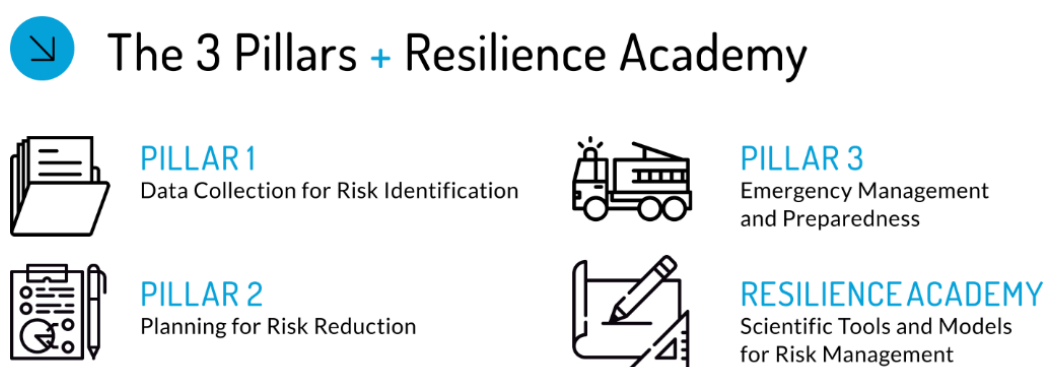 The 3 Pillars + Resilience Academy
PILLAR 1
Data Collection for Risk Identification
PILLAR 2
Planning for Risk Reduction
PILLAR 3
Emergency Management
and Preparedness
RESILIENCE ACADEMY
Scientific Tools and Models
for Risk Management